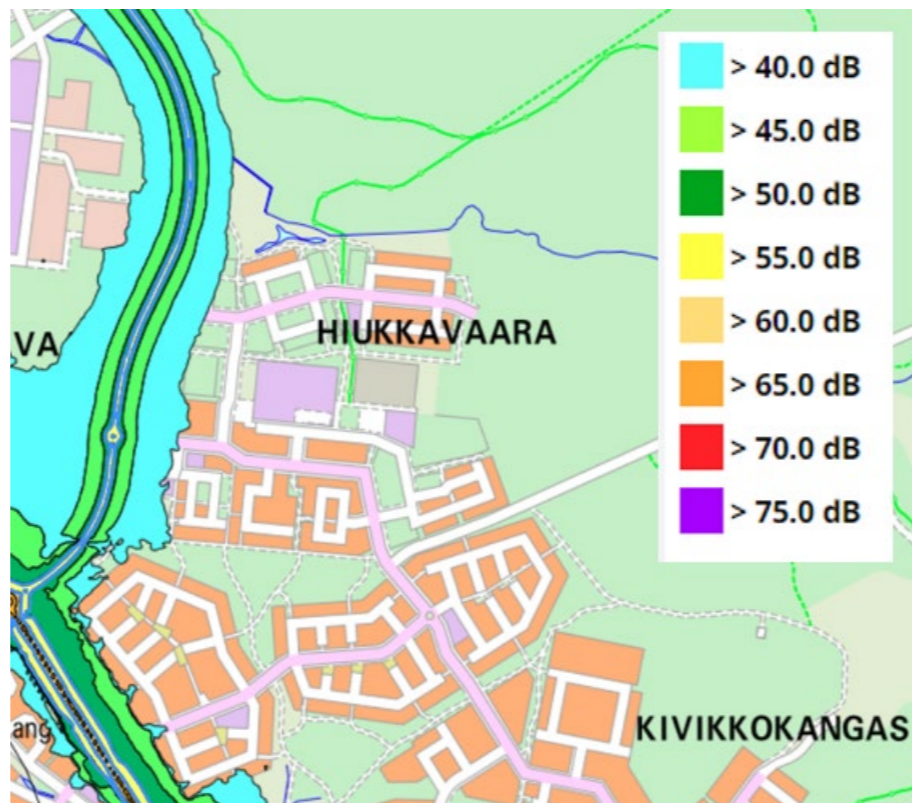 > 40.0 dB
> 45.0 dB
> 50.0 dB
> 55.0 dB
> 60.0 dB
> 65.0 dB
> 70.0 dB
> 75.0 dB
HIUKKAVAARA
VA
KIVIKKOKANGAS
ang